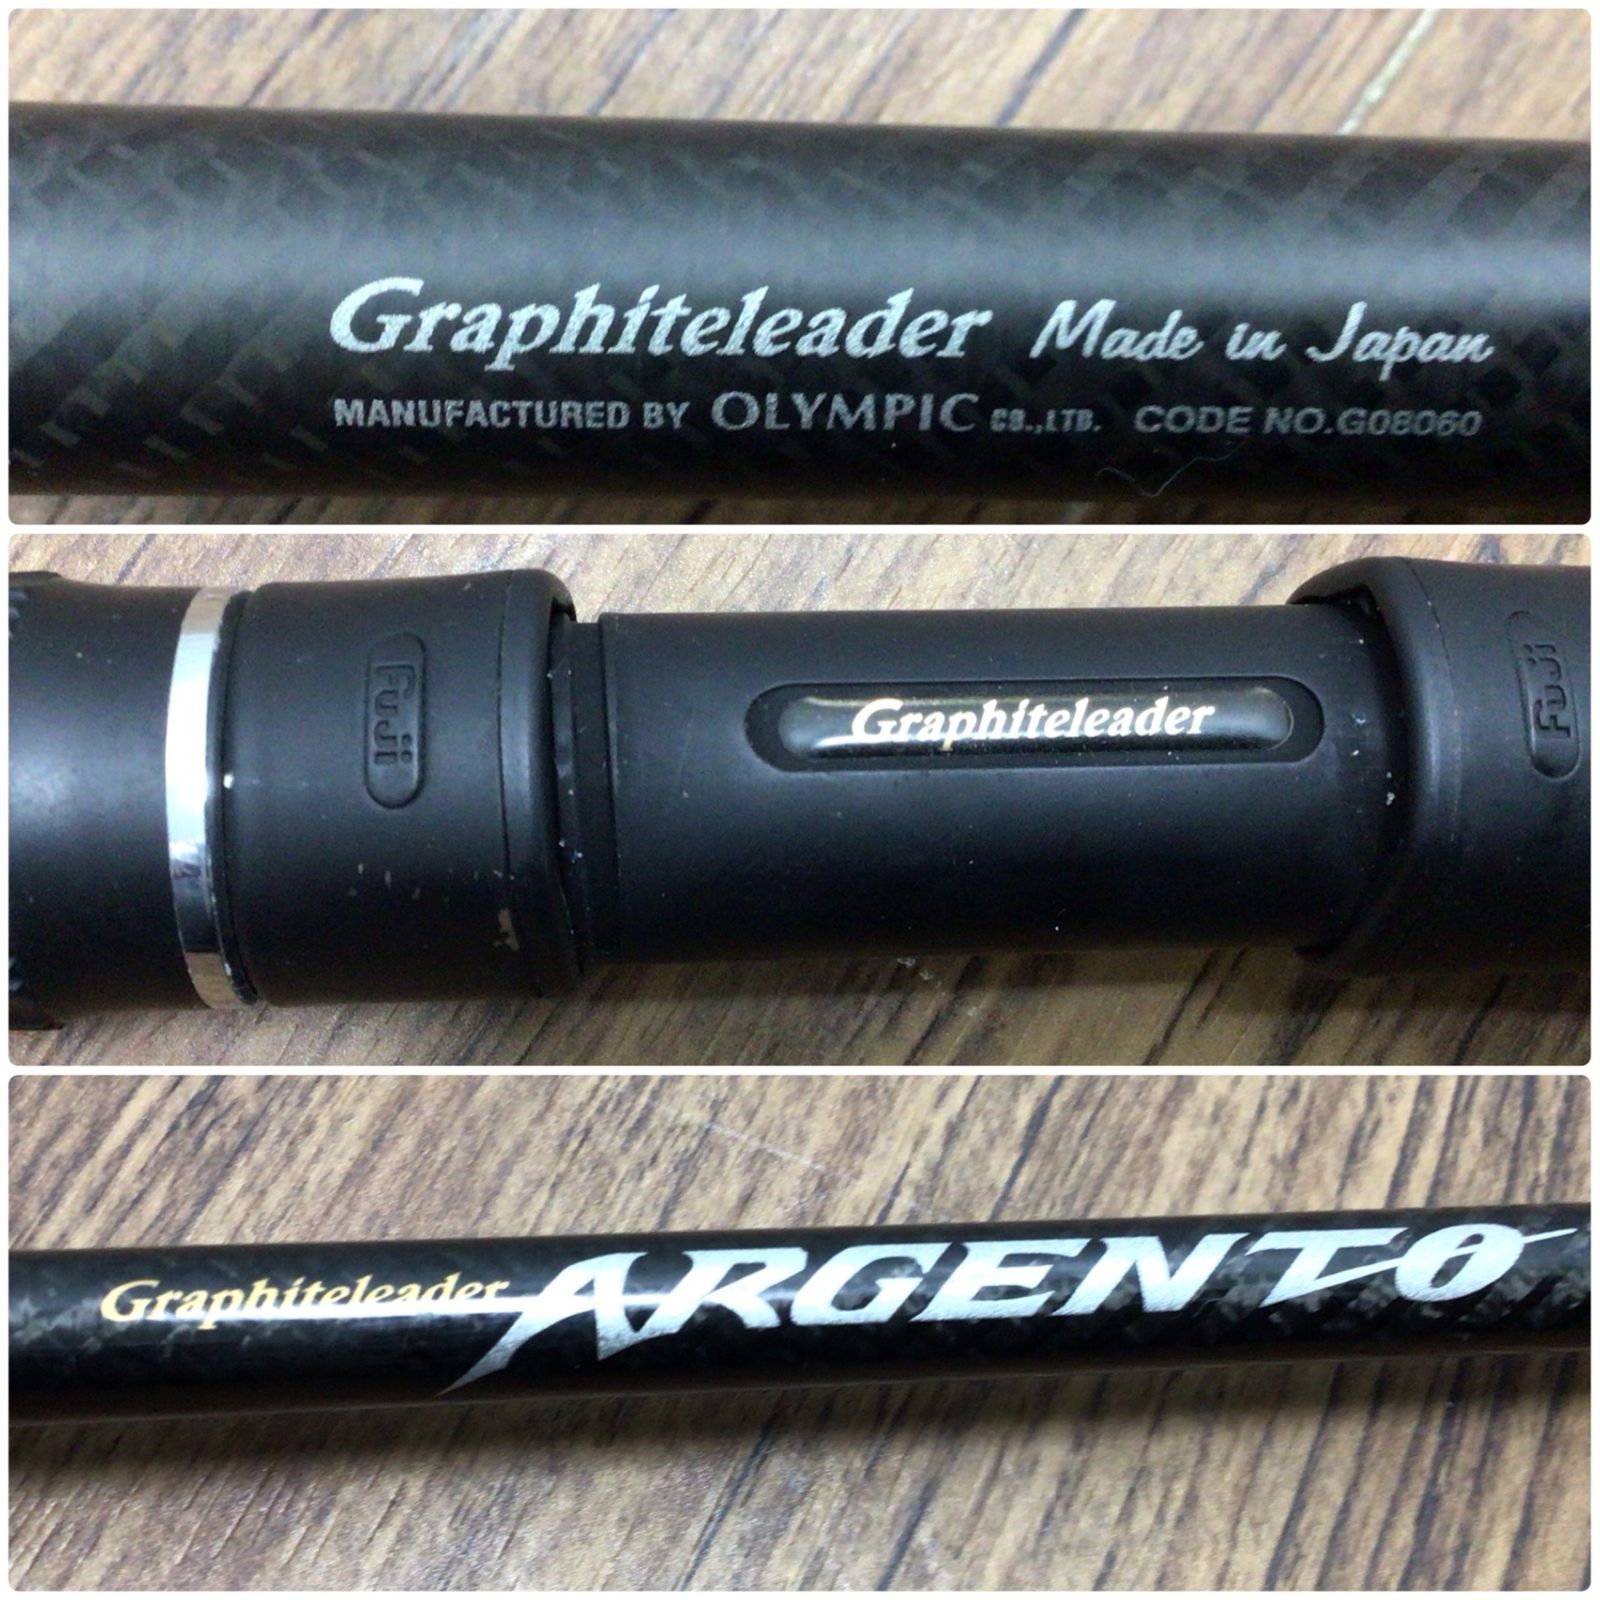 Graphiteleader Made in Japan
MANUFACTURED BY OLYMPIC CO.,LTD. CODE NO.G08060
Fuji
Graphiteleader
Fuji
Graphiteleader ARGENTO